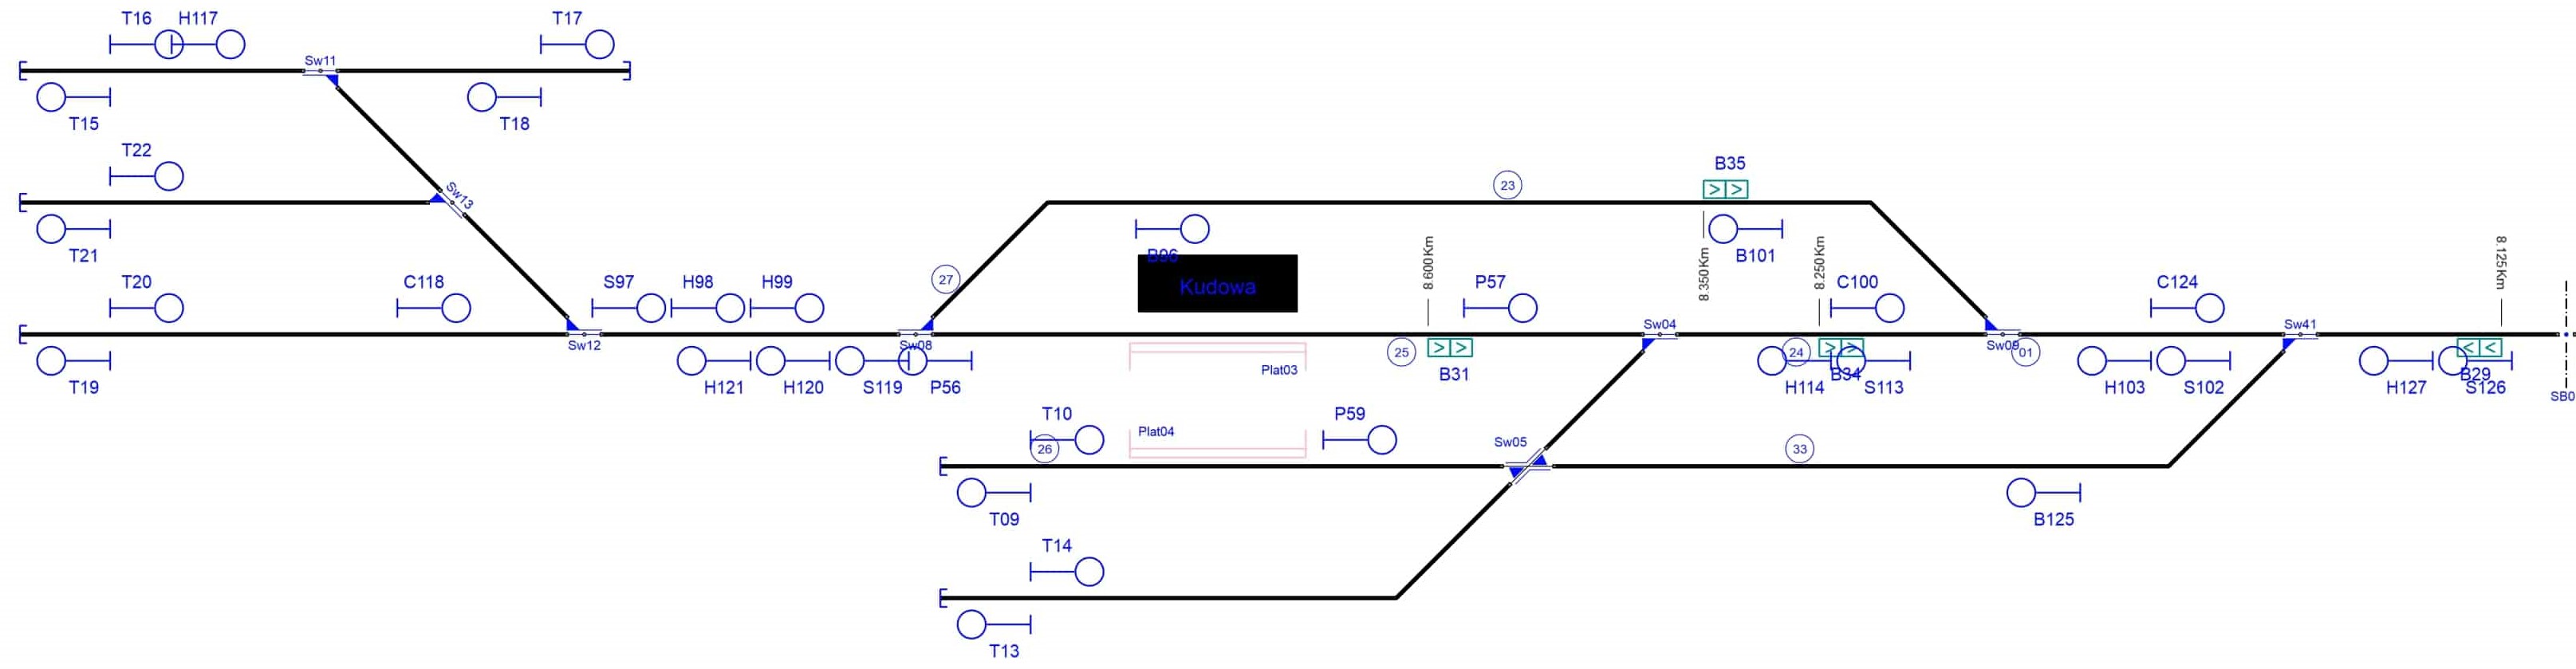 T16 H117 T17
Sw11
T15 T18
T22
B35
23
Sw13
T21 B96 B101
8.600Km 8.350Km 8.250Km 8.125Km
T20 C118 S97 H98 H99 27 Kudowa P57 C100 C124
Sw04 Sw41
Sw12 Sw08 Sw09
25 24 01
Plat03 B31 B34 B29
T19 H121 H120 S119 P56 H114 S113 H103 S102 H127 S126
SB0
T10 Plat04 P59
Sw05
26 33
T09 B125
T14
T13